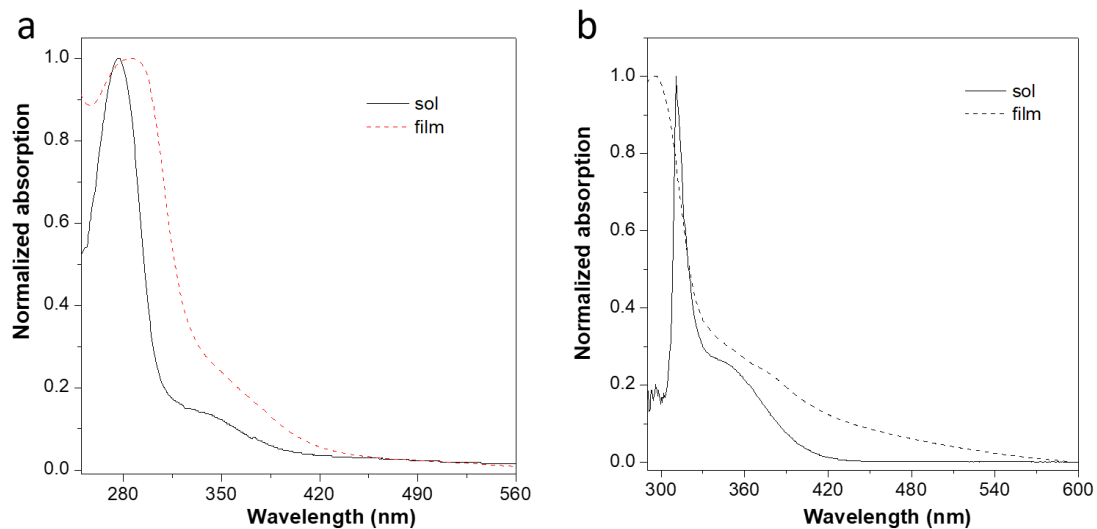 a
1.0
0.8
0.6
0.4
0.2
0.0
Normalized absorption
sol
film
280
350
420
490
560
Wavelength (nm)
b
1.0
0.8
0.6
0.4
0.2
0.0
Normalized absorption
sol
film
300
360
420
480
540
600
Wavelength (nm)